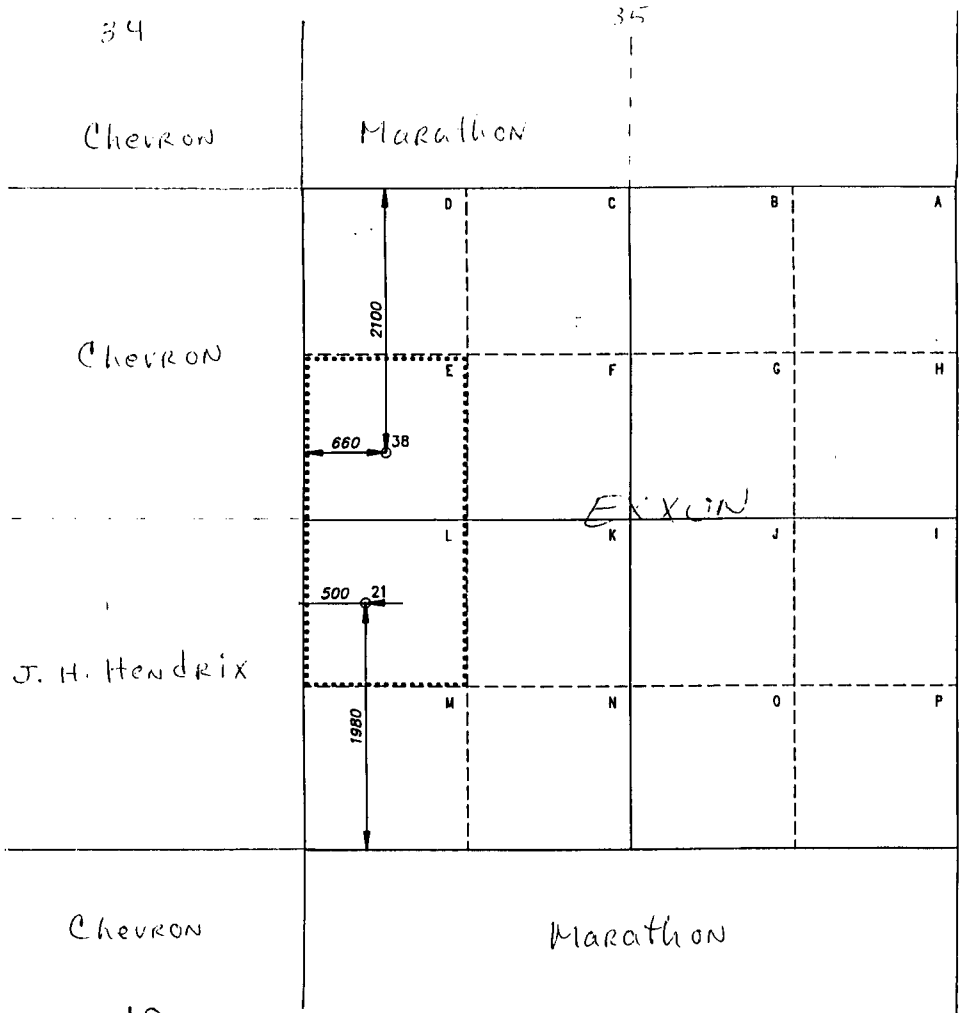 34
35
Chevron
Marathon
D
C
B
A
2100
Chevron
E
F
G
H
660
38
Exxon
L
K
J
I
500
21
J. H. Hendrix
M
N
O
P
1980
Chevron
Marathon